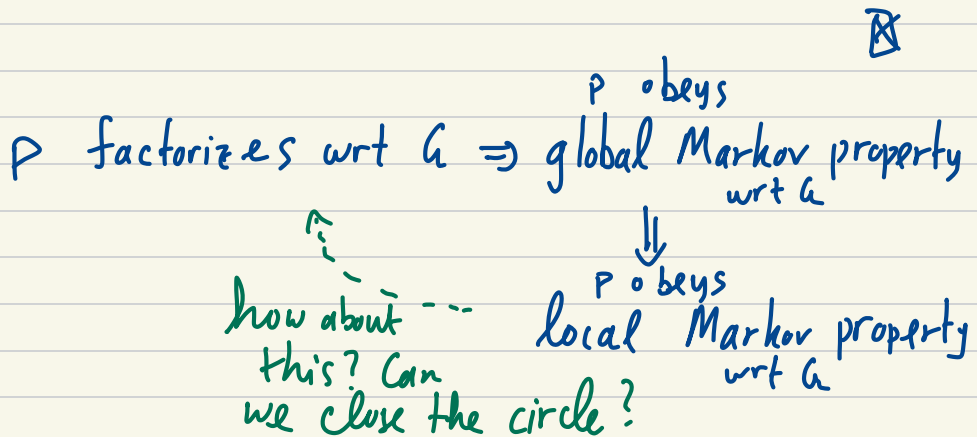 p obeys
p factorizes wrt G ⇒ global Markov property
wrt G
⇓
p obeys
how about local Markov property
this? Can wrt G
we close the circle?